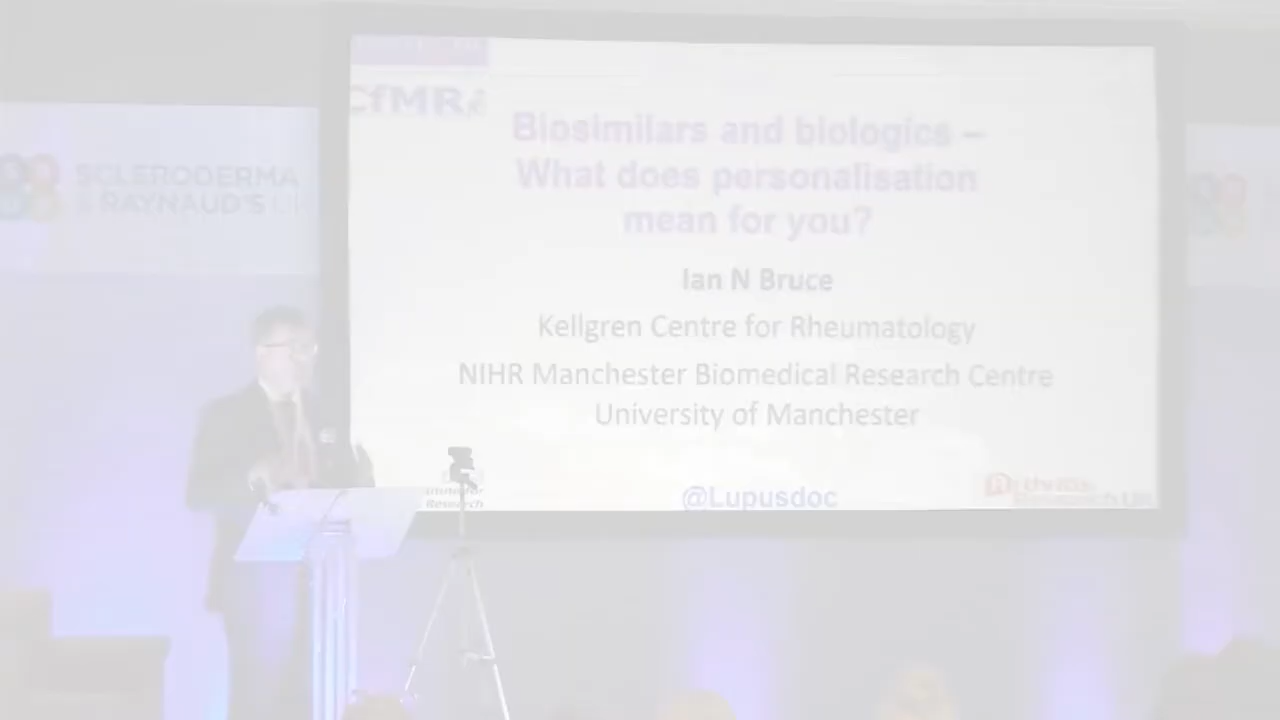 CfMR
Biosimilars and biologics –
What does personalisation
mean for you?
Ian N Bruce
Kellgren Centre for Rheumatology
NIHR Manchester Biomedical Research Centre
University of Manchester
@Lupusdoc
Research
SCLERODERMA
& RAYNAUD'S